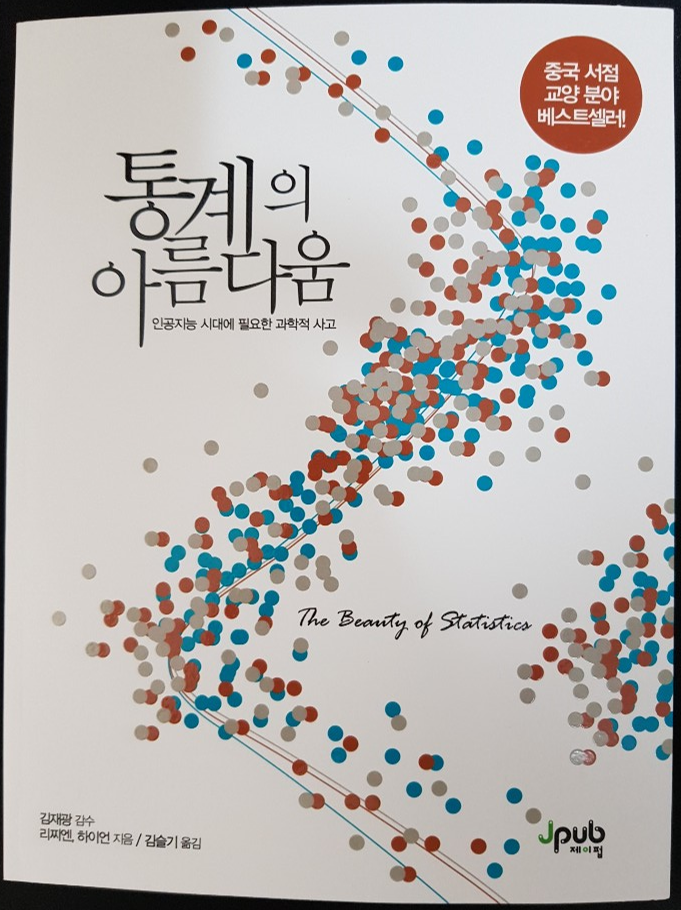 중국 서점
교양 분야
베스트셀러!
통계의
아름다움
인공지능 시대에 필요한 과학적 사고
The Beauty of Statistics
김재광 감수
리찌엔, 하이언 지음 / 김슬기 옮김
Jpub
제이펍